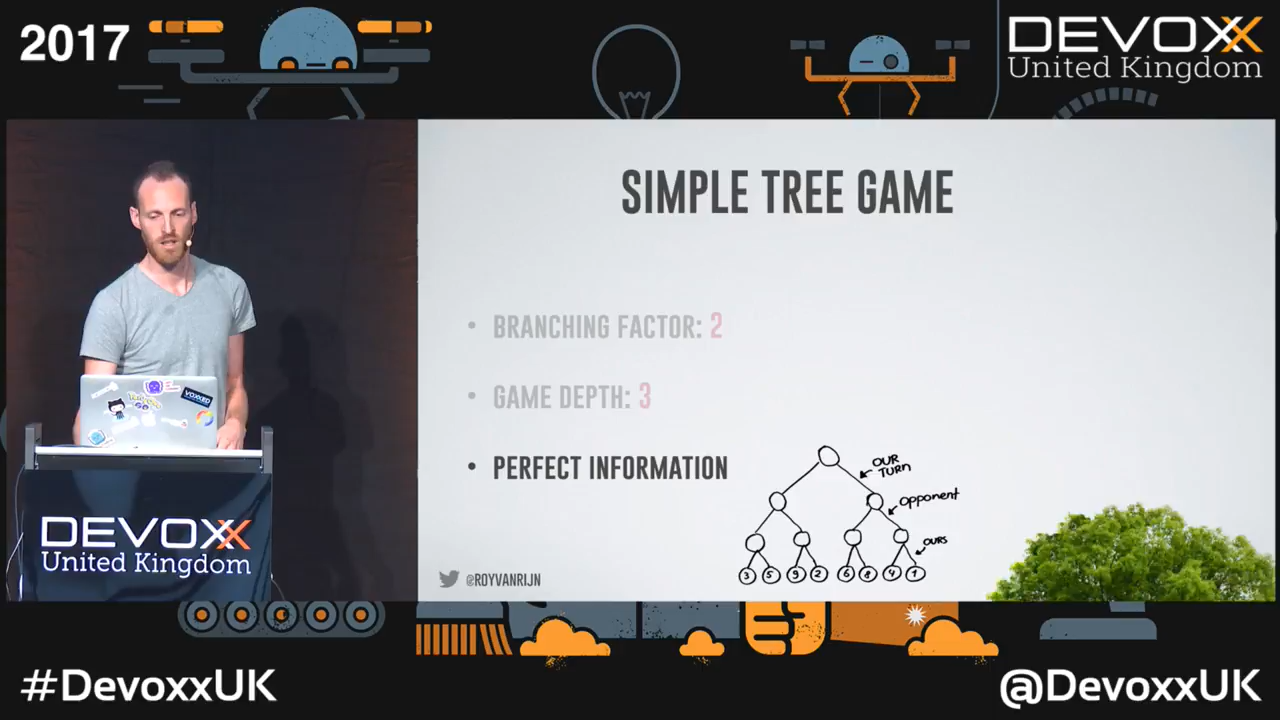 2017
DEVOXX
United Kingdom
SIMPLE TREE GAME
• BRANCHING FACTOR: 2
• GAME DEPTH: 3
• PERFECT INFORMATION
OUR
TURN
OPPONENT
OURS
3 5 9 2 6 8 4 1
@ROYVANRIJN
VOXXED
DEVOXX
United Kingdom
#DevoxxUK
@DevoxxUK